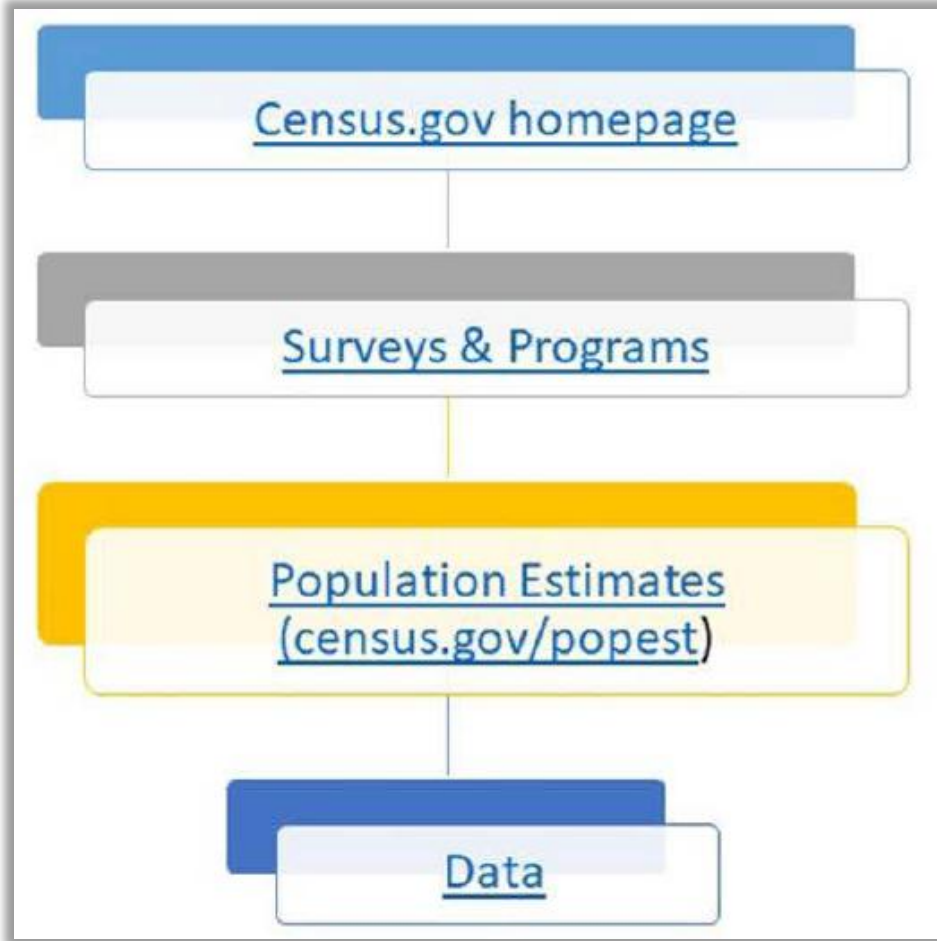 Census.gov homepage
Surveys & Programs
Population Estimates
(census.gov/popest)
Data